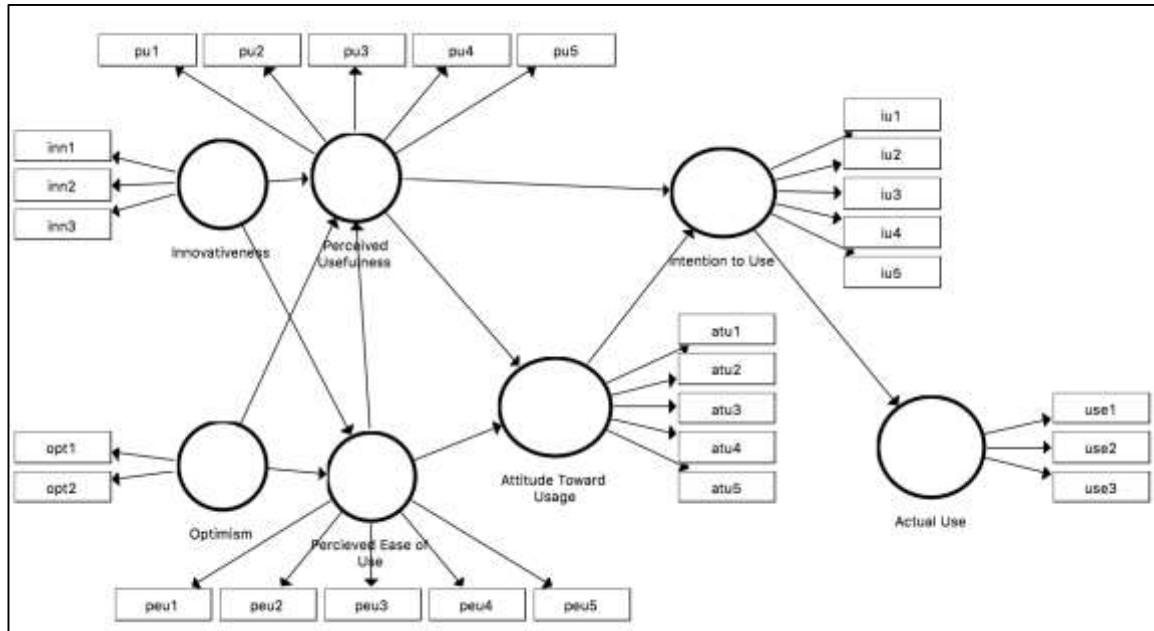 pu1
pu2
pu3
pu4
pu5
inn1
inn2
inn3
Innovativeness
Perceived
Usefulness
iu1
iu2
iu3
iu4
iu5
Intention to Use
atu1
atu2
atu3
atu4
atu5
Attitude Toward
Usage
opt1
opt2
Optimism
Percieved Ease of
Use
use1
use2
use3
Actual Use
peu1
peu2
peu3
peu4
peu5